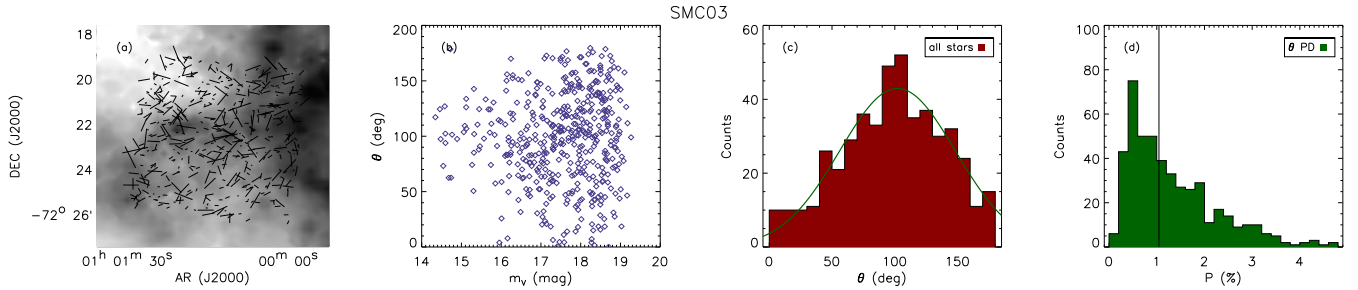 SMC03
(a)
18
20
22
24
−72° 26'
DEC (J2000)
01h 01m 30s
00m 00s
AR (J2000)
(b)
200
150
100
50
0
θ (deg)
14 15 16 17 18 19 20
mv (mag)
(c)
all stars
60
40
20
0
Counts
0 50 100 150
θ (deg)
(d)
θ PD
100
80
60
40
20
0
Counts
0 1 2 3 4
P (%)